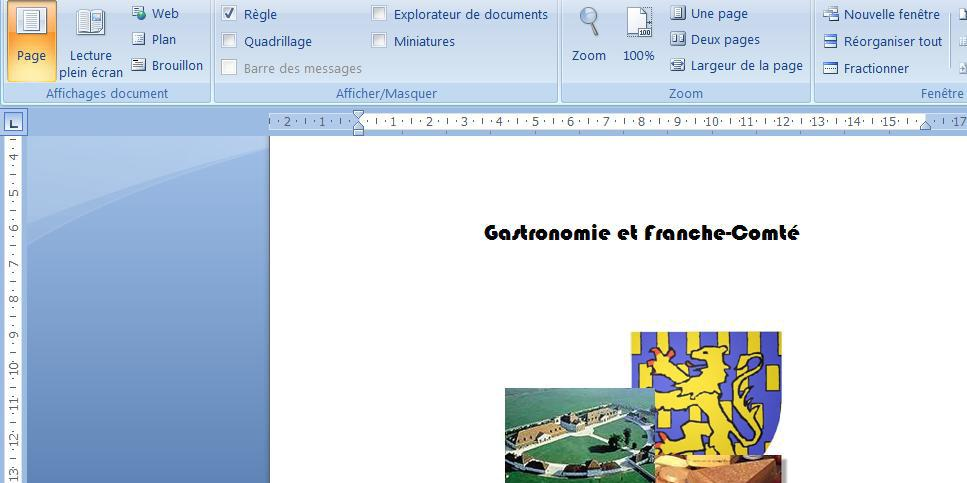 Page
Lecture
plein écran
Web
Plan
Brouillon
Affichages document
Règle
Quadrillage
Barre des messages
Explorateur de documents
Miniatures
Afficher/Masquer
Zoom
100%
100
Une page
Deux pages
Largeur de la page
Zoom
Nouvelle fenêtre
Réorganiser tout
Fractionner
Fenêtre
2 1 1 2 3 4 5 6 7 8 9 10 11 12 13 14 15 17
4
5
6
7
8
9
10
11
12
13
Gastronomie et Franche-Comté